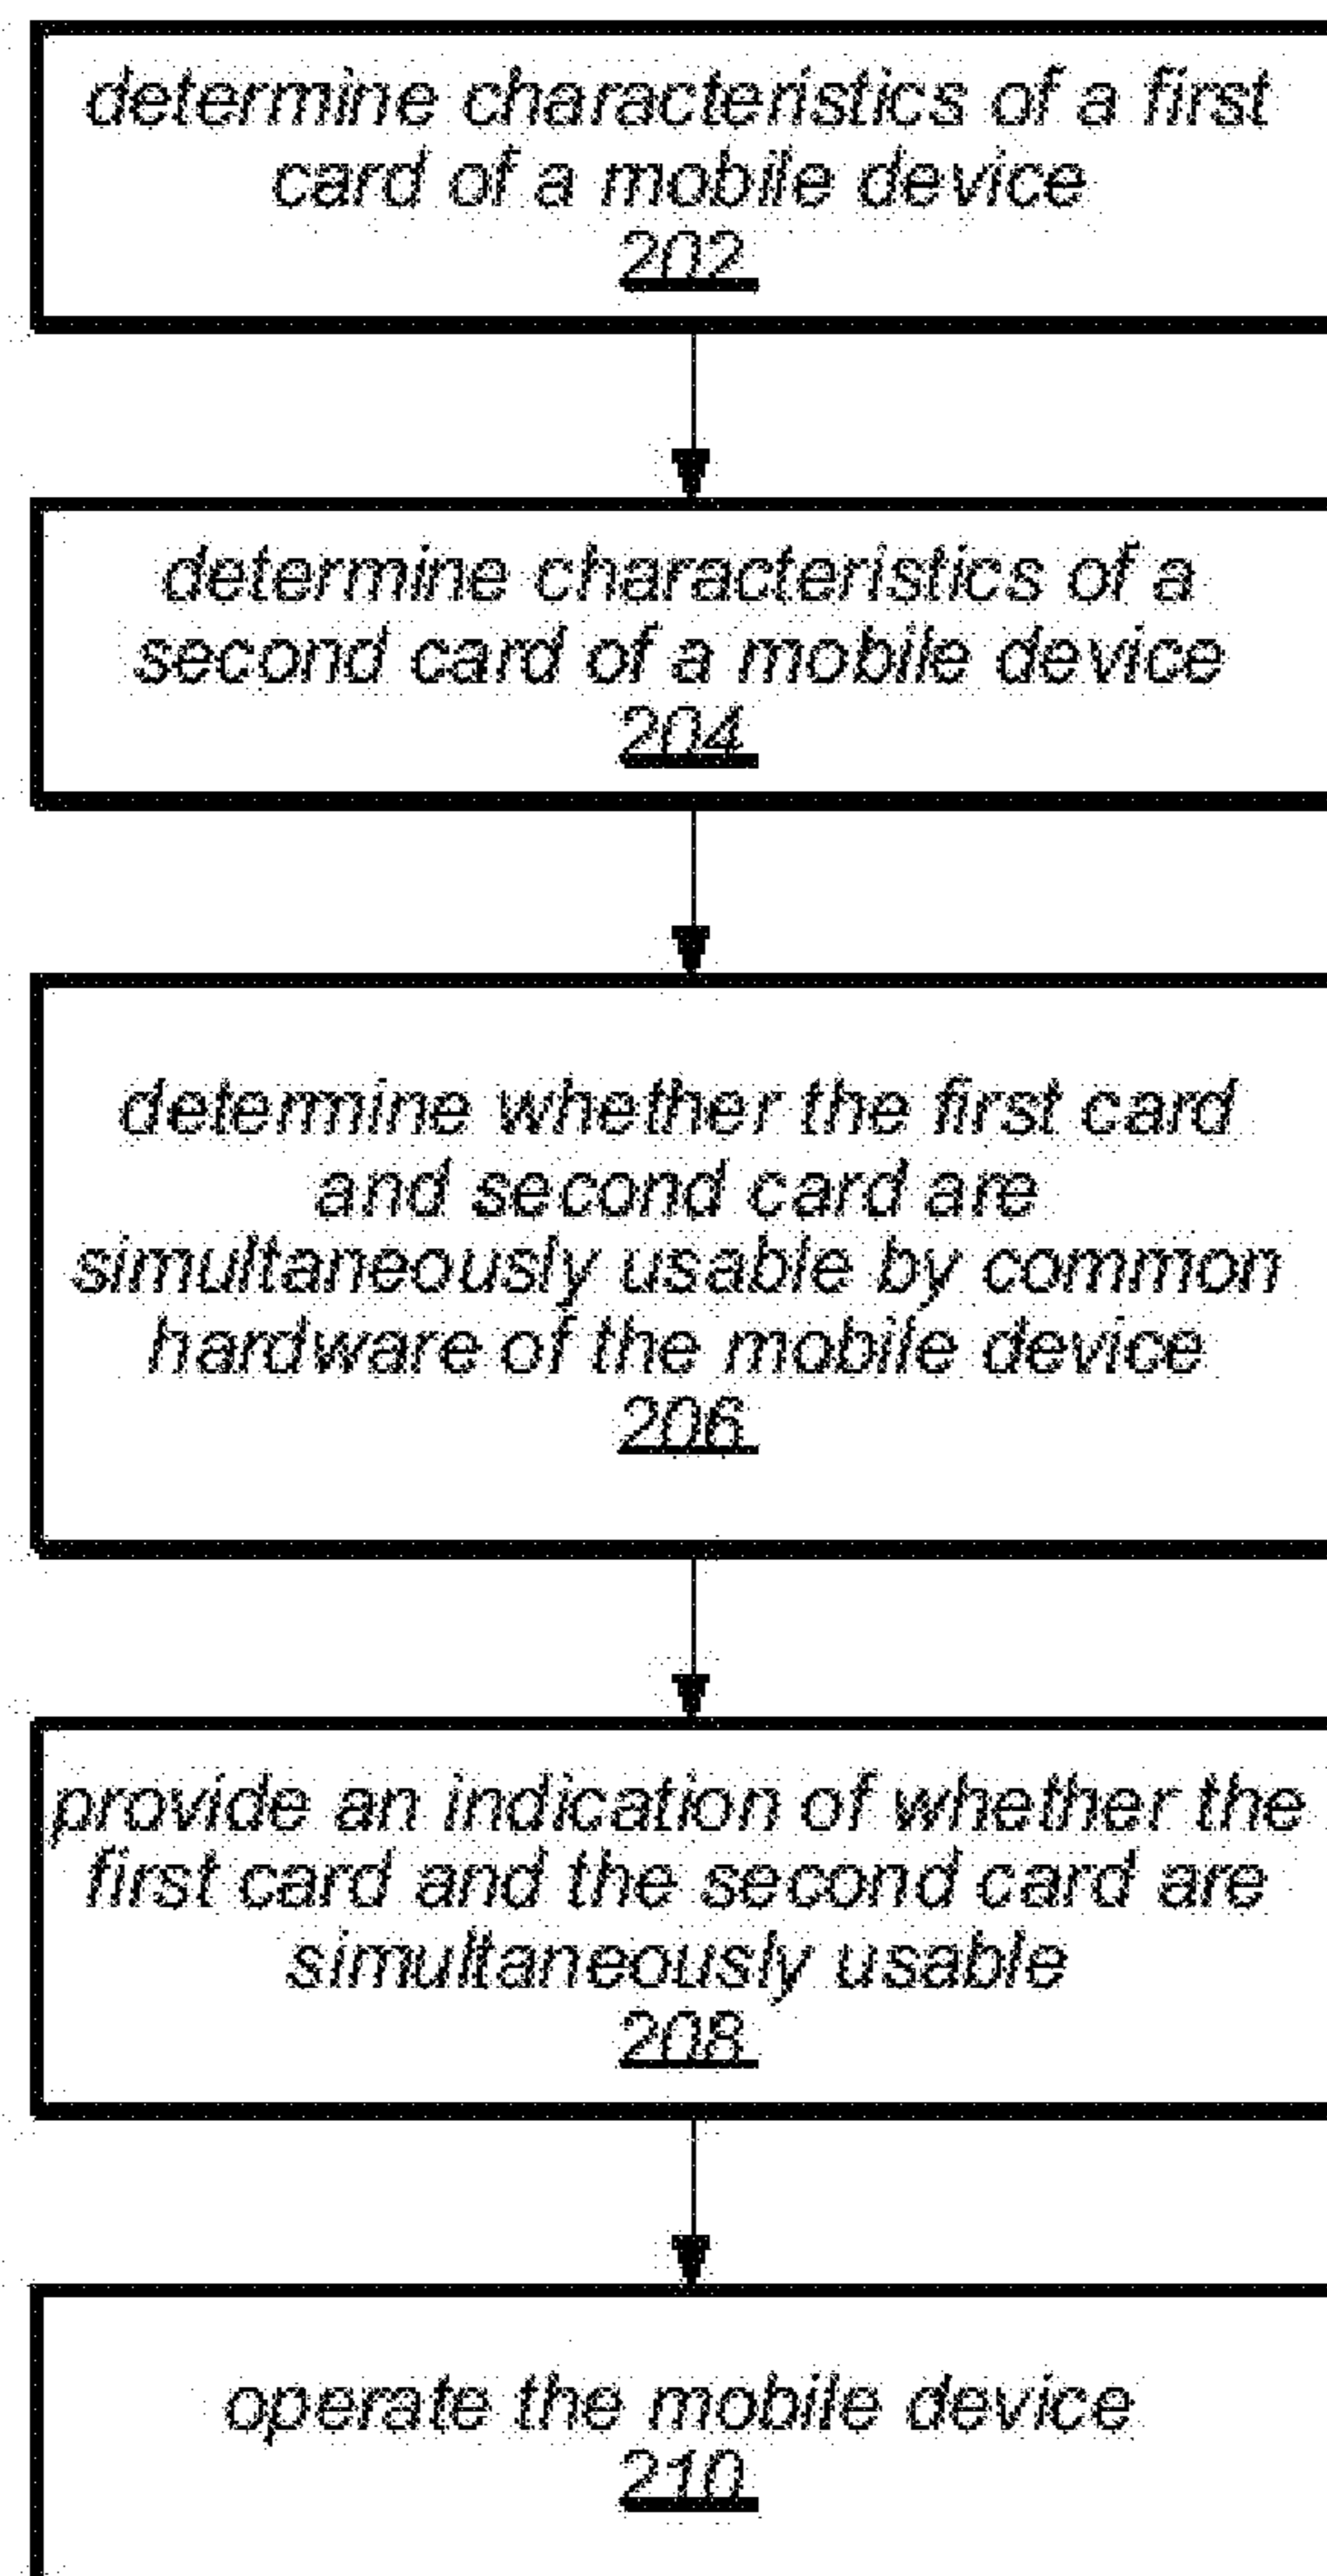 determine characteristics of a first
card of a mobile device
202
determine characteristics of a
second card of a mobile device
204
determine whether the first card
and second card are
simultaneously usable by common
hardware of the mobile device
206
provide an indication of whether the
first card and the second card are
simultaneously usable
208
operate the mobile device
210